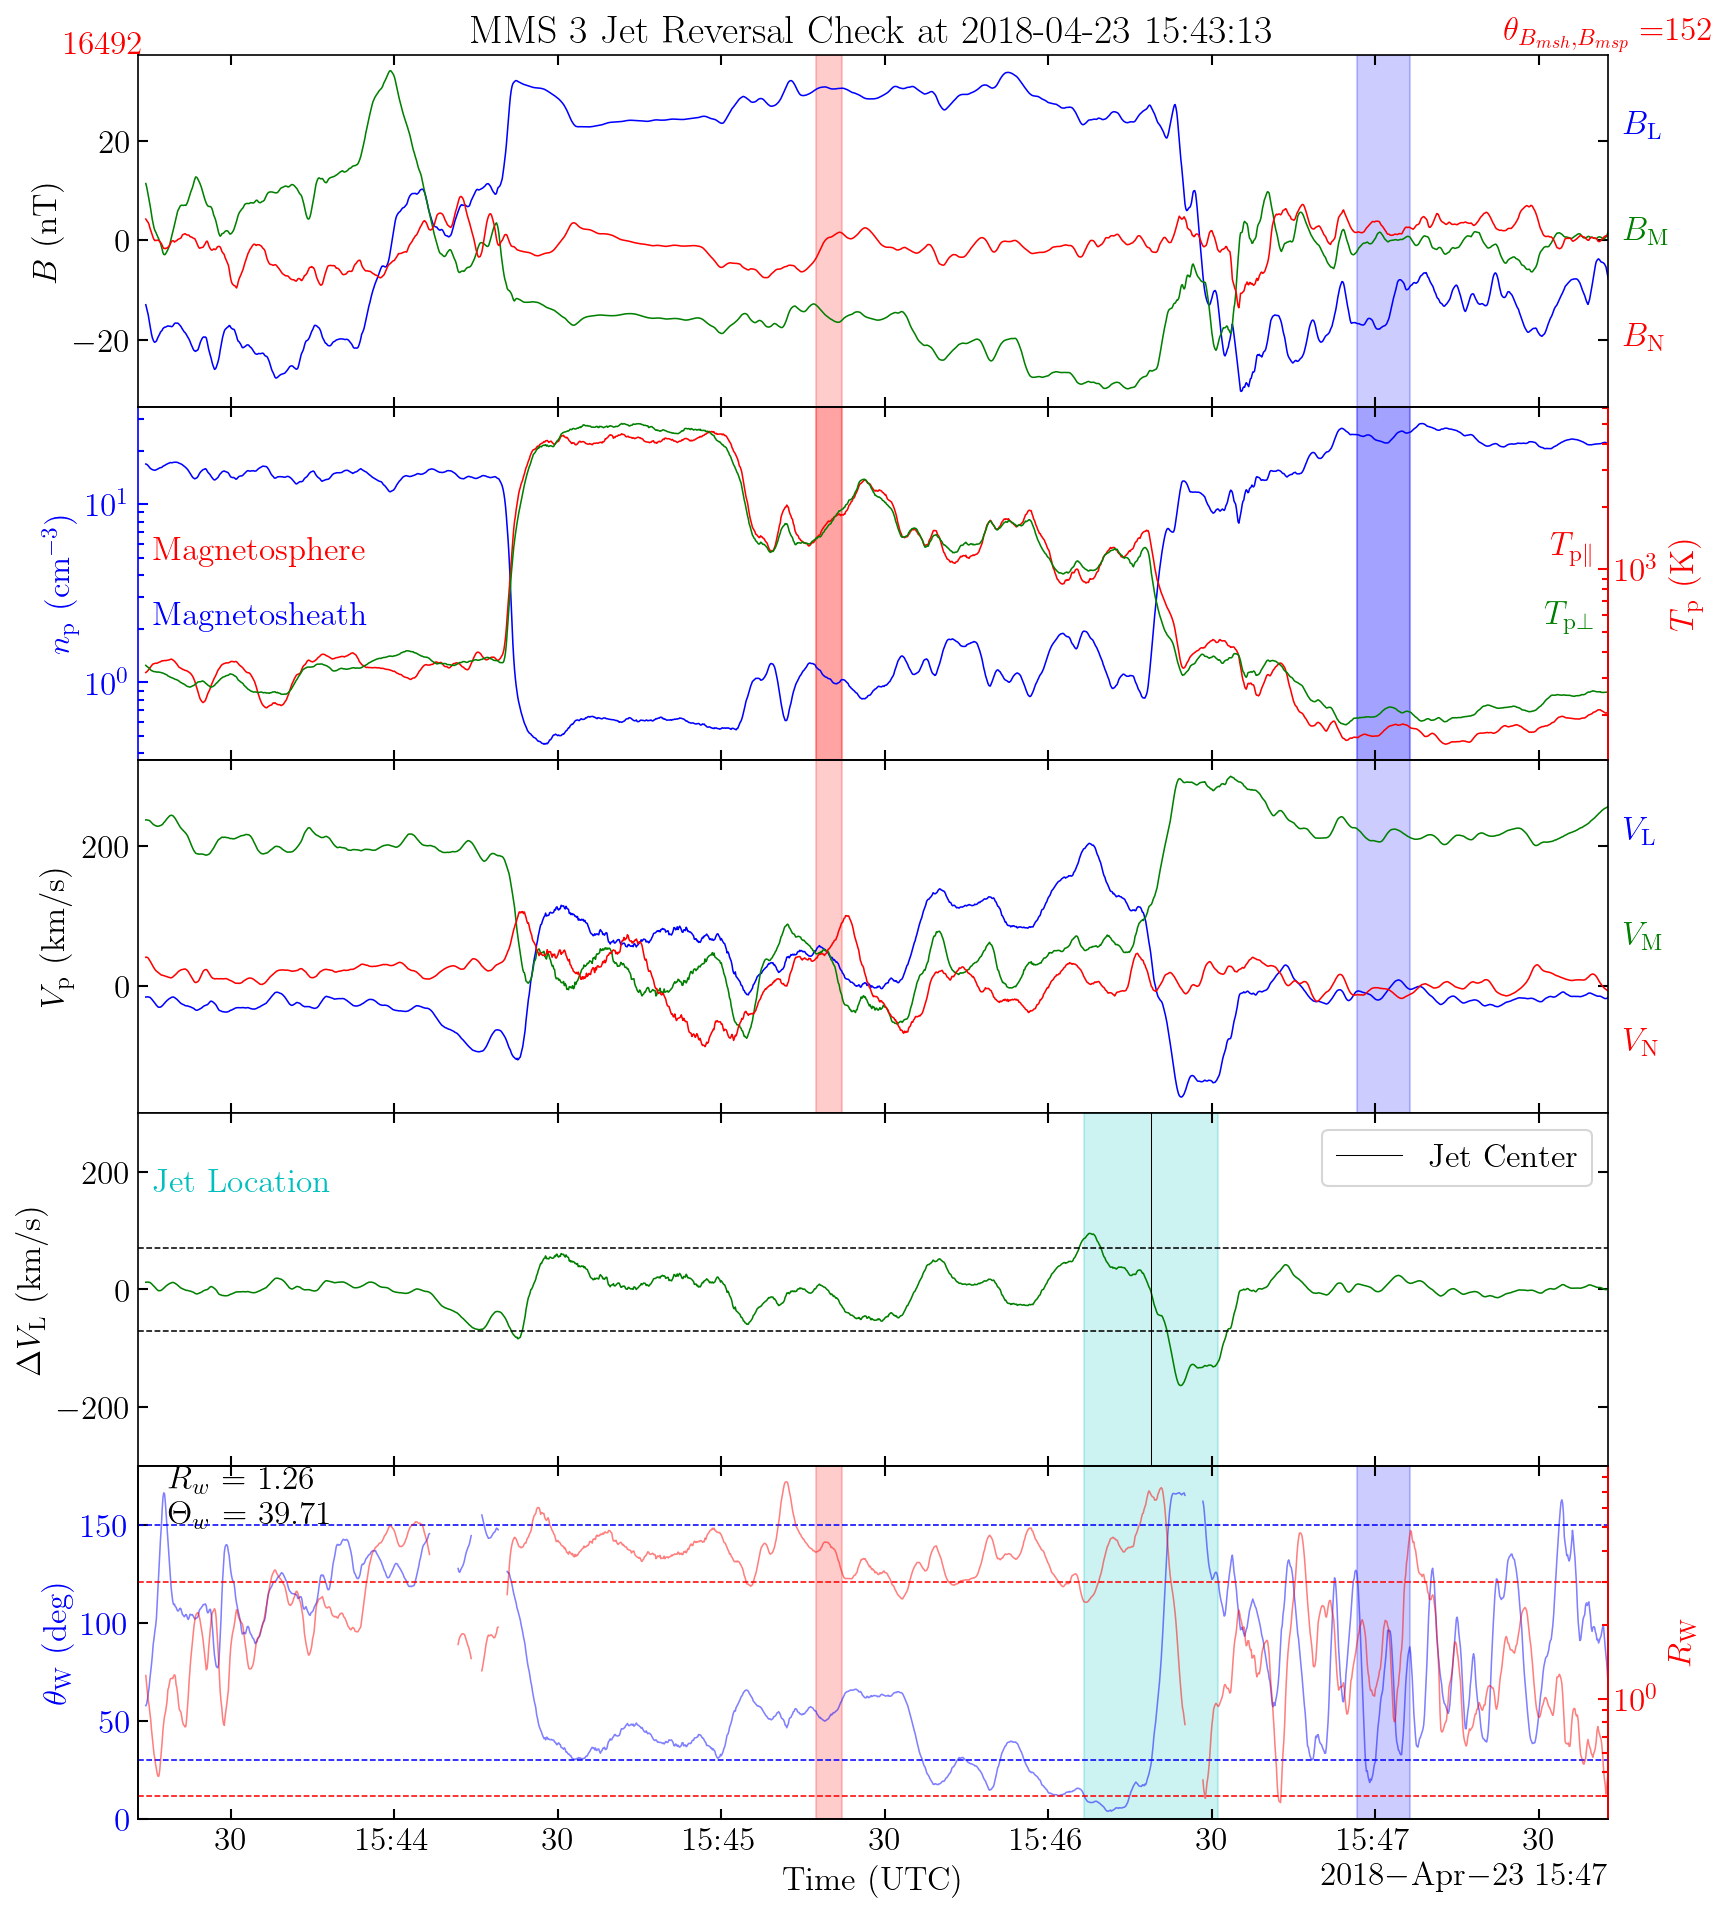 MMS 3 Jet Reversal Check at 2018-04-23 15:43:13
16492
θ_{B_{msh},B_{msp}} =152
B (nT)
20
0
−20
B_L
B_M
B_N
n_p (cm^{−3})
10^1
10^0
Magnetosphere
Magnetosheath
T_{p∥}
T_{p⊥}
10^3
T_p (K)
V_p (km/s)
200
0
V_L
V_M
V_N
ΔV_L (km/s)
200
0
−200
Jet Location
Jet Center
R_w = 1.26
Θ_w = 39.71
θ_W (deg)
150
100
50
0
10^0
R_W
30 15:44 30 15:45 30 15:46 30 15:47 30
Time (UTC)
2018−Apr−23 15:47